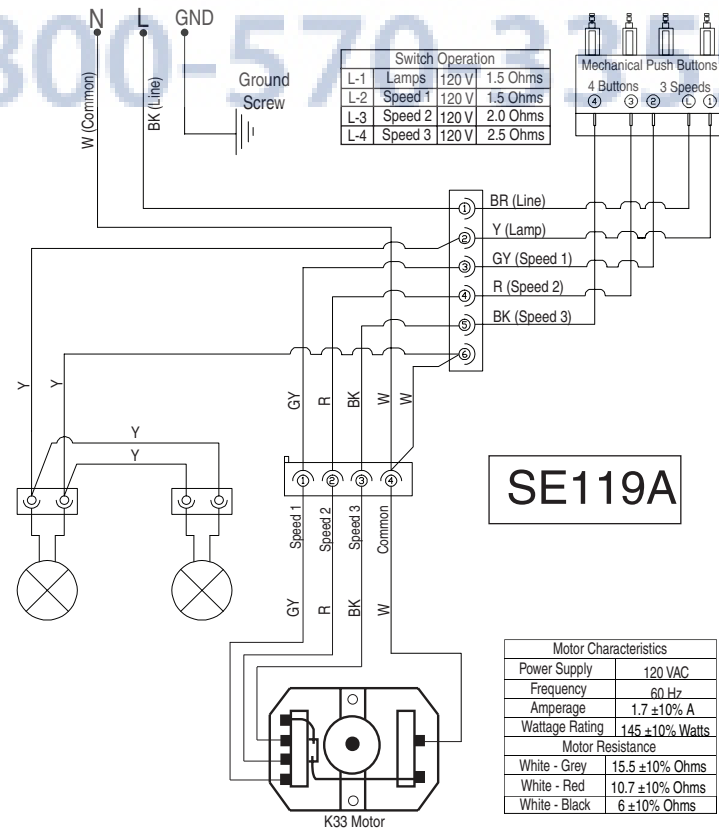 800-570-335
N L GND
W (Common)
BK (Line)
Ground
Screw
Switch Operation
L-1 Lamps 120 V 1.5 Ohms
L-2 Speed 1 120 V 1.5 Ohms
L-3 Speed 2 120 V 2.0 Ohms
L-4 Speed 3 120 V 2.5 Ohms
Mechanical Push Buttons
4 Buttons 3 Speeds
4 3 2 L 1
1 BR (Line)
2 Y (Lamp)
3 GY (Speed 1)
4 R (Speed 2)
5 BK (Speed 3)
6
Y Y
GY R BK W W
Y
Y
1 2 3 4
SE119A
Speed 1
Speed 2
Speed 3
Common
GY R BK W
K33 Motor
Motor Characteristics
Power Supply 120 VAC
Frequency 60 Hz
Amperage 1.7 ±10% A
Wattage Rating 145 ±10% Watts
Motor Resistance
White - Grey 15.5 ±10% Ohms
White - Red 10.7 ±10% Ohms
White - Black 6 ±10% Ohms